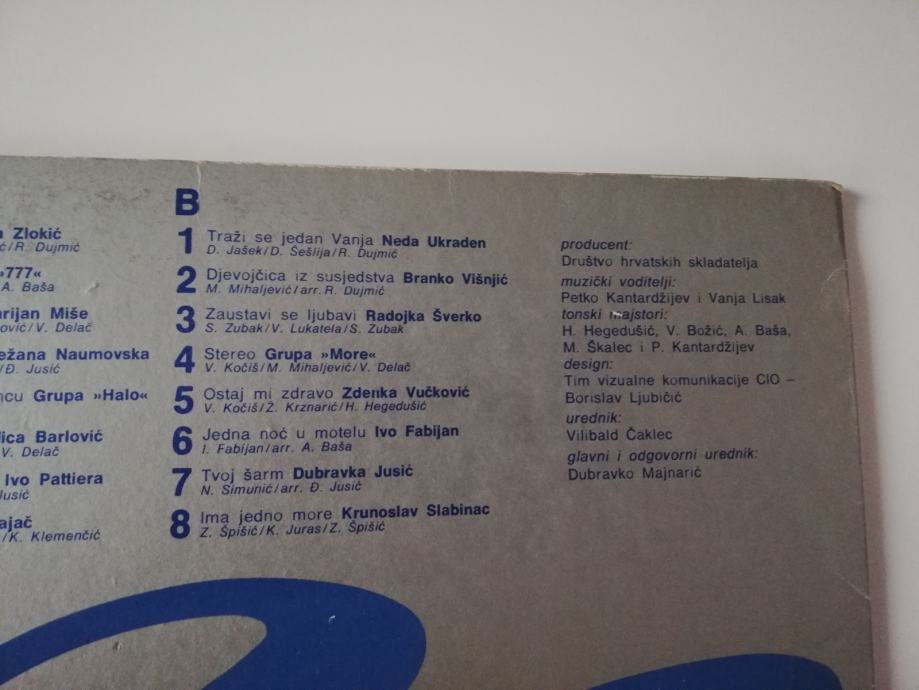 Zlokić
R. Dujmić
»777«
A. Baša
arijan Miše
ović/V. Delač
ežana Naumovska
/Đ. Jusić
ncu Grupa »Halo«
ica Barlović
V. Delač
Ivo Pattiera
Jusić
ajač
/K. Klemenčić
B
1 Traži se jedan Vanja Neda Ukraden
D. Jašek/D. Šešlija/R. Dujmić
2 Djevojčica iz susjedstva Branko Višnjić
M. Mihaljević/arr. R. Dujmić
3 Zaustavi se ljubavi Radojka Šverko
S. Zubak/V. Lukatela/S. Zubak
4 Stereo Grupa »More«
V. Kočiš/M. Mihaljević/V. Delač
5 Ostaj mi zdravo Zdenka Vučković
V. Kočiš/Ž. Krznarić/H. Hegedušić
6 Jedna noć u motelu Ivo Fabijan
I. Fabijan/arr. A. Baša
7 Tvoj šarm Dubravka Jusić
N. Simunić/arr. Đ. Jusić
8 Ima jedno more Krunoslav Slabinac
Z. Špišić/K. Juras/Z. Špišić
producent:
Društvo hrvatskih skladatelja
muzički voditelji:
Petko Kantardžijev i Vanja Lisak
tonski majstori:
H. Hegedušić, V. Božić, A. Baša,
M. Škalec i P. Kantardžijev
design:
Tim vizualne komunikacije CIO –
Borislav Ljubičić
urednik:
Vilibald Čaklec
glavni i odgovorni urednik:
Dubravko Majnarić